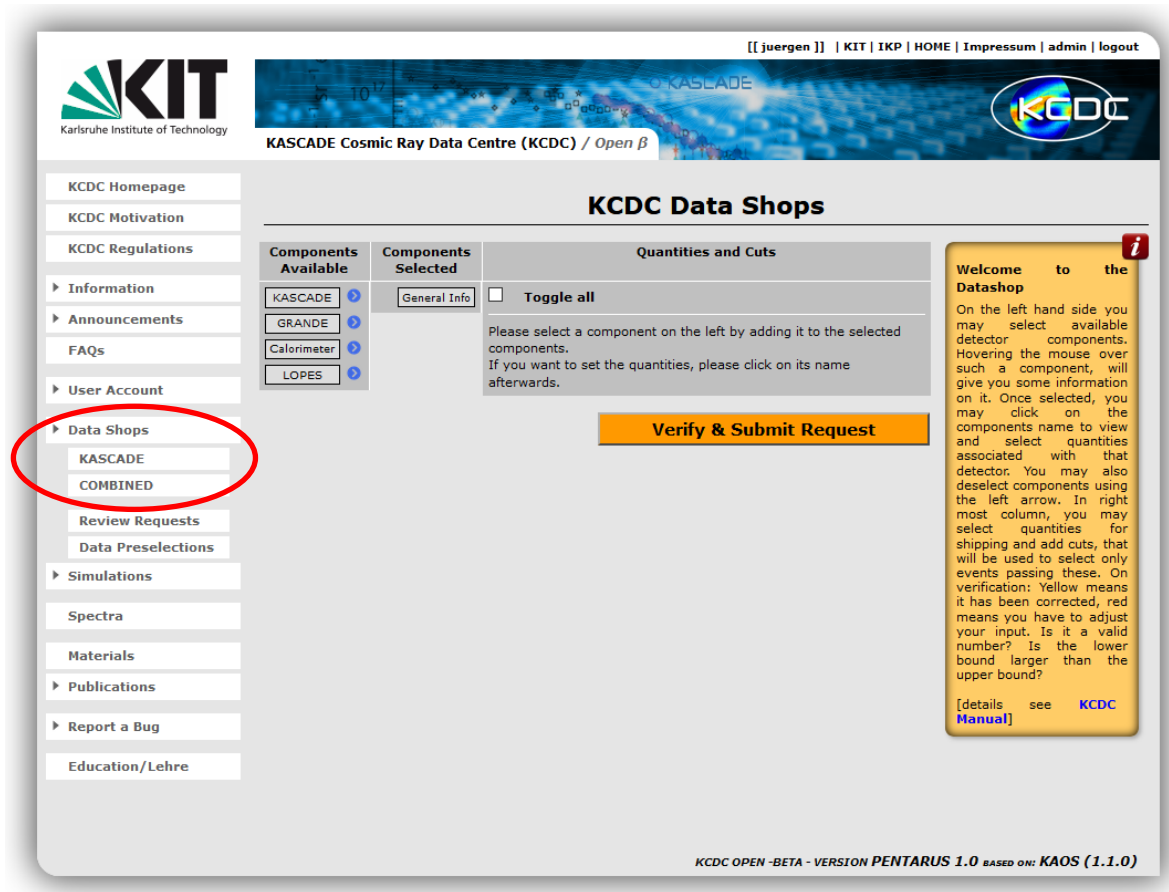 [[ juergen ]] | KIT | IKP | HOME | Impressum | admin | logout
KIT
Karlsruhe Institute of Technology
10 17
KASCADE
KCDC
KASCADE Cosmic Ray Data Centre (KCDC) / Open β
KCDC Homepage
KCDC Motivation
KCDC Regulations
Information
Announcements
FAQs
User Account
Data Shops
KASCADE
COMBINED
Review Requests
Data Preselections
Simulations
Spectra
Materials
Publications
Report a Bug
Education/Lehre
KCDC Data Shops
Components
Available
Components
Selected
Quantities and Cuts
KASCADE
GRANDE
Calorimeter
LOPES
General Info
Toggle all
Please select a component on the left by adding it to the selected
components.
If you want to set the quantities, please click on its name
afterwards.
Verify & Submit Request
i
Welcome to the
Datashop
On the left hand side you
may select available
detector components.
Hovering the mouse over
such a component, will
give you some information
on it. Once selected, you
may click on the
components name to view
and select quantities
associated with that
detector. You may also
deselect components using
the left arrow. In right
most column, you may
select quantities for
shipping and add cuts, that
will be used to select only
events passing these. On
verification: Yellow means
it has been corrected, red
means you have to adjust
your input. Is it a valid
number? Is the lower
bound larger than the
upper bound?
[details see KCDC
Manual]
KCDC OPEN -BETA - VERSION PENTARUS 1.0 BASED ON: KAOS (1.1.0)